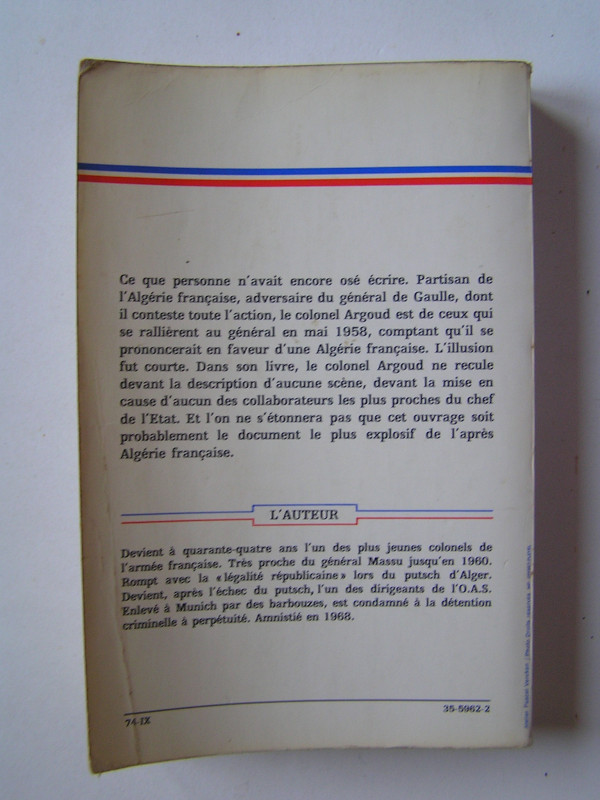 Ce que personne n'avait encore osé écrire. Partisan de
l'Algérie française, adversaire du général de Gaulle, dont
il conteste toute l'action, le colonel Argoud est de ceux qui
se rallièrent au général en mai 1958, comptant qu'il se
prononcerait en faveur d'une Algérie française. L'illusion
fut courte. Dans son livre, le colonel Argoud ne recule
devant la description d'aucune scène, devant la mise en
cause d'aucun des collaborateurs les plus proches du chef
de l'Etat. Et l'on ne s'étonnera pas que cet ouvrage soit
probablement le document le plus explosif de l'après
Algérie française.
L'AUTEUR
Devient à quarante-quatre ans l'un des plus jeunes colonels de
l'armée française. Très proche du général Massu jusqu'en 1960.
Rompt avec la « légalité républicaine » lors du putsch d'Alger.
Devient, après l'échec du putsch, l'un des dirigeants de l'O.A.S.
Enlevé à Munich par des barbouzes, est condamné à la détention
criminelle à perpétuité. Amnistié en 1968.
74-IX
35-5962-2